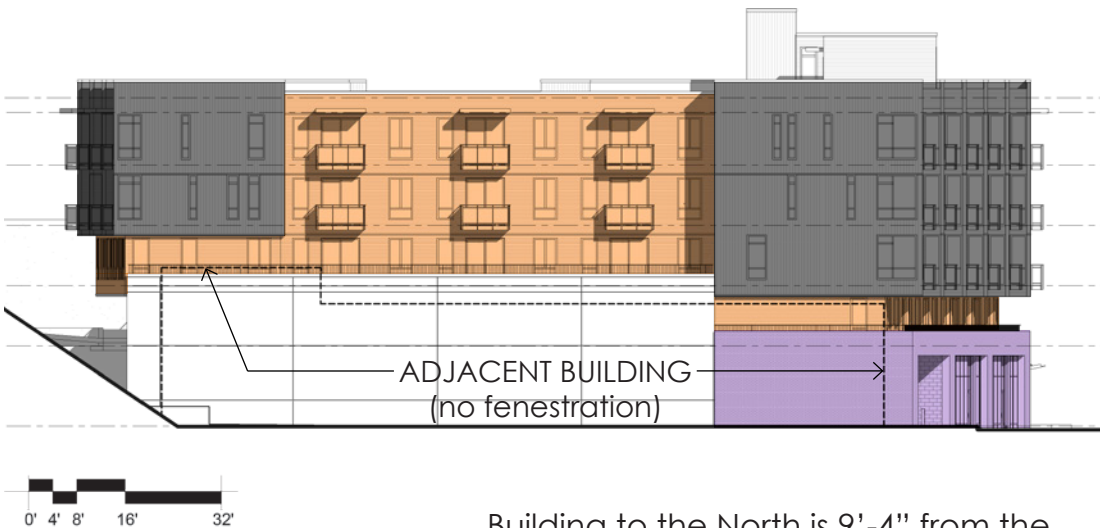 ADJACENT BUILDING
(no fenestration)
0' 4' 8' 16' 32'
Building to the North is 9'-4" from the